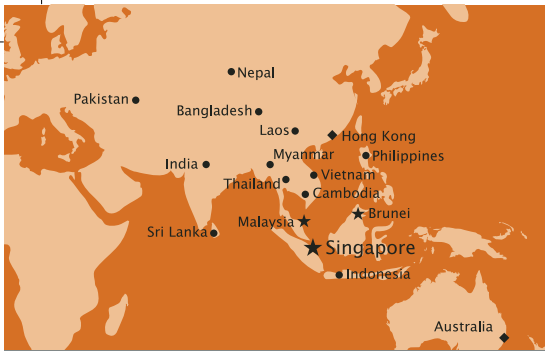 Nepal
Pakistan
Bangladesh
Laos
Hong Kong
Myanmar
Philippines
India
Vietnam
Thailand
Cambodia
Brunei
Malaysia
Sri Lanka
Singapore
Indonesia
Australia